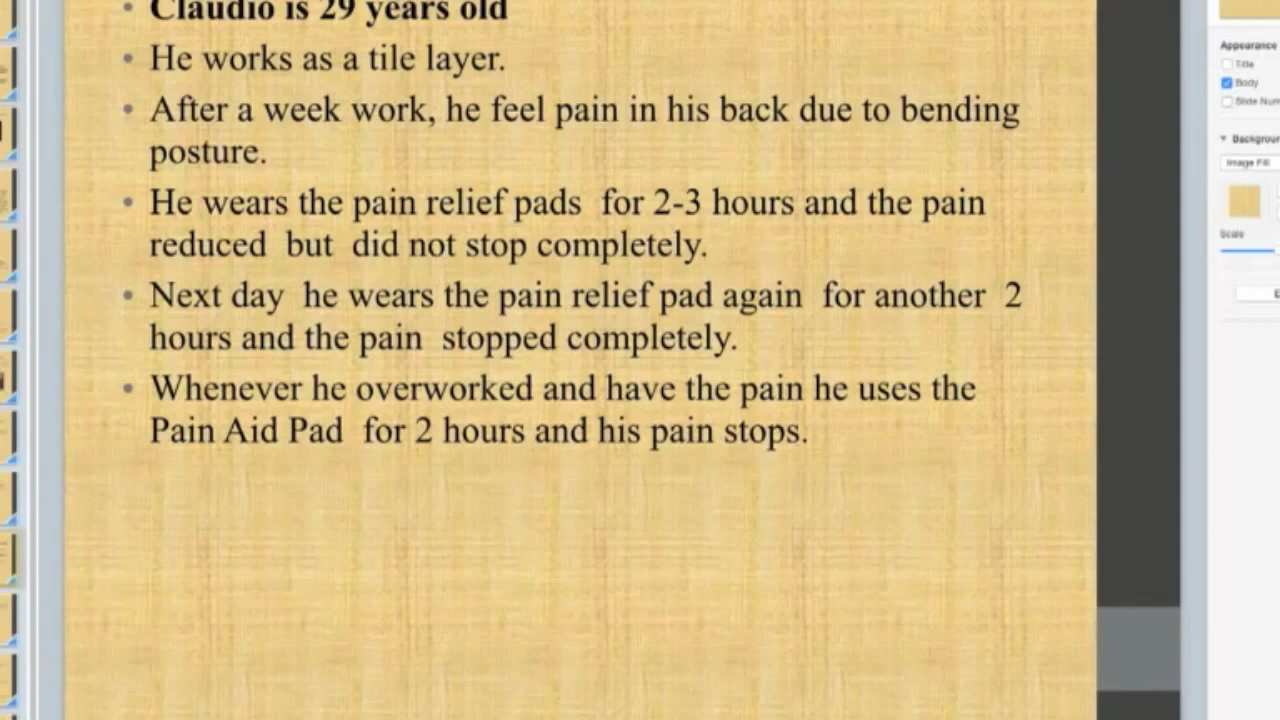 • Claudio is 29 years old
• He works as a tile layer.
• After a week work, he feel pain in his back due to bending
posture.
• He wears the pain relief pads  for 2-3 hours and the pain
reduced  but  did not stop completely.
• Next day  he wears the pain relief pad again  for another  2
hours and the pain  stopped completely.
• Whenever he overworked and have the pain he uses the
Pain Aid Pad  for 2 hours and his pain stops.
Appearance
Title
Body
Slide Num
Backgroun
Image Fill
Scale